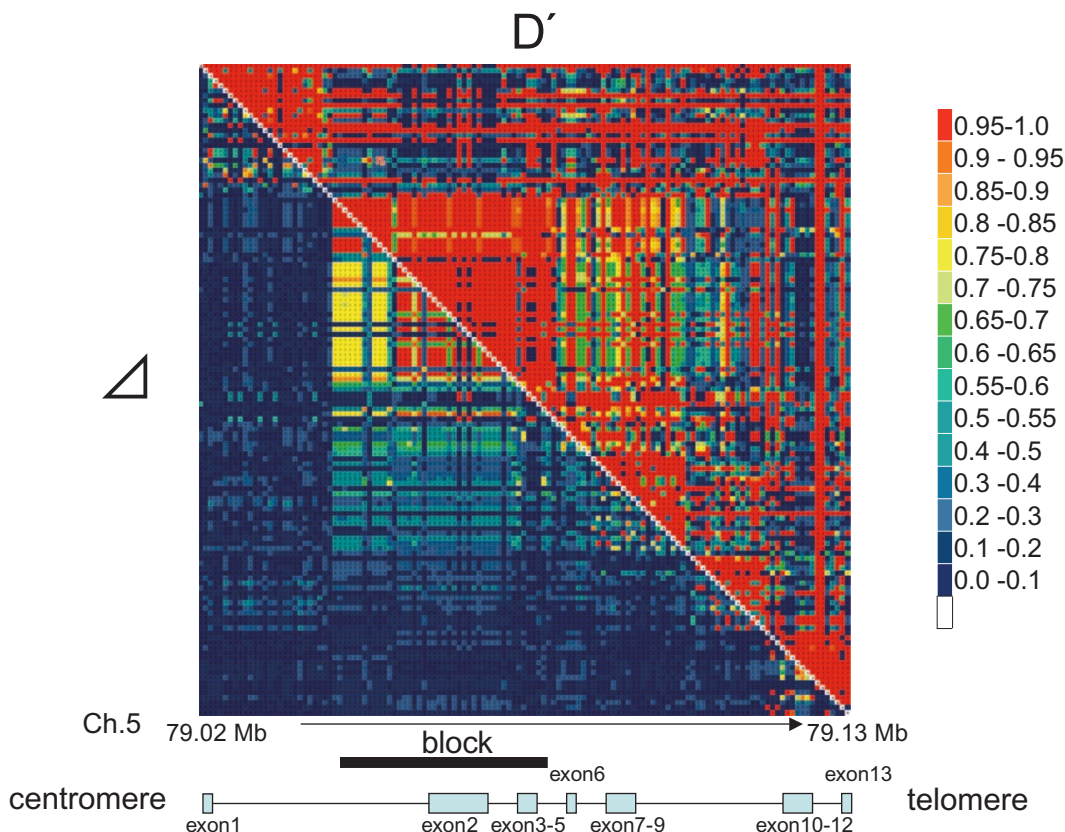 D´
0.95-1.0
0.9 - 0.95
0.85-0.9
0.8 -0.85
0.75-0.8
0.7 -0.75
0.65-0.7
0.6 -0.65
0.55-0.6
0.5 -0.55
0.4 -0.5
0.3 -0.4
0.2 -0.3
0.1 -0.2
0.0 -0.1
Ch.5 79.02 Mb 79.13 Mb
block
exon6 exon13
centromere telomere
exon1 exon2 exon3-5 exon7-9 exon10-12